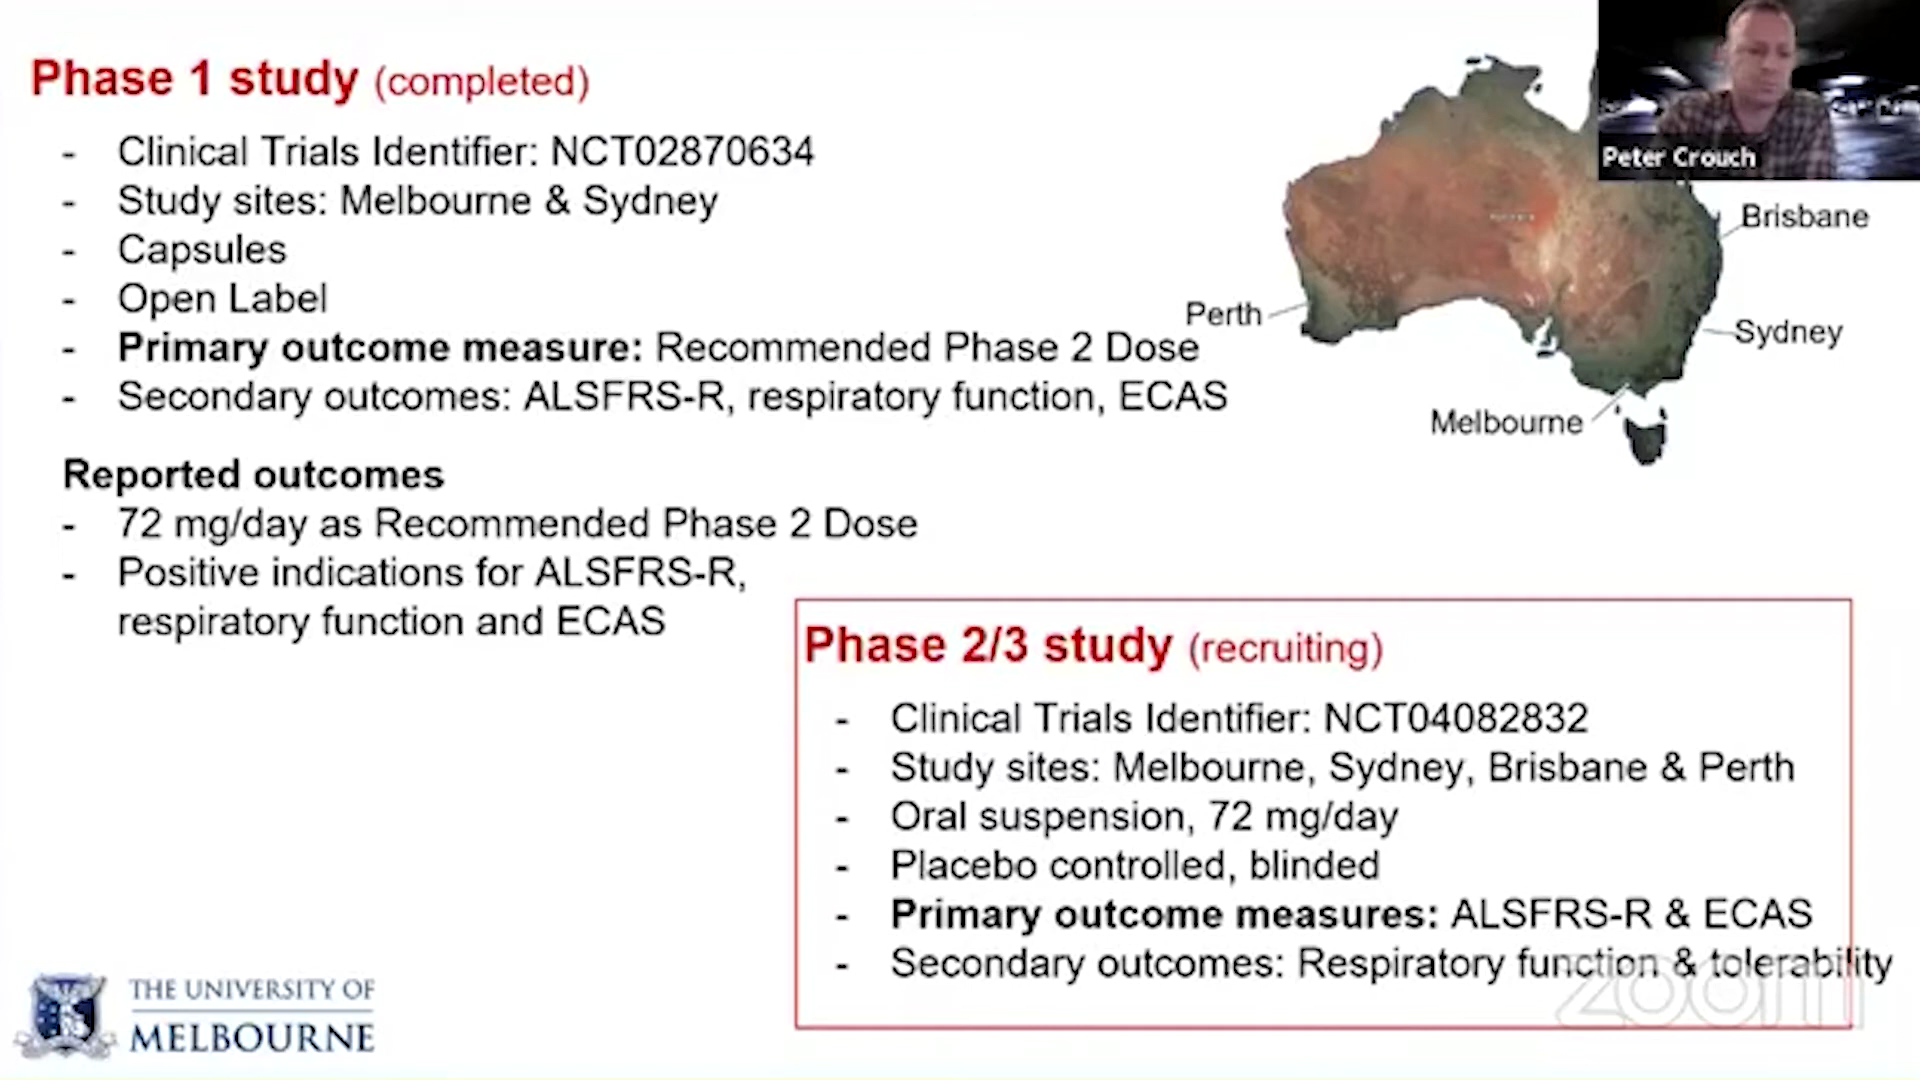 Phase 1 study (completed)
- Clinical Trials Identifier: NCT02870634
- Study sites: Melbourne & Sydney
- Capsules
- Open Label
- Primary outcome measure: Recommended Phase 2 Dose
- Secondary outcomes: ALSFRS-R, respiratory function, ECAS
Reported outcomes
- 72 mg/day as Recommended Phase 2 Dose
- Positive indications for ALSFRS-R,
respiratory function and ECAS
Peter Crouch
Brisbane
Perth
Sydney
Melbourne
Phase 2/3 study (recruiting)
- Clinical Trials Identifier: NCT04082832
- Study sites: Melbourne, Sydney, Brisbane & Perth
- Oral suspension, 72 mg/day
- Placebo controlled, blinded
- Primary outcome measures: ALSFRS-R & ECAS
- Secondary outcomes: Respiratory function & tolerability
zoom
THE UNIVERSITY OF
MELBOURNE